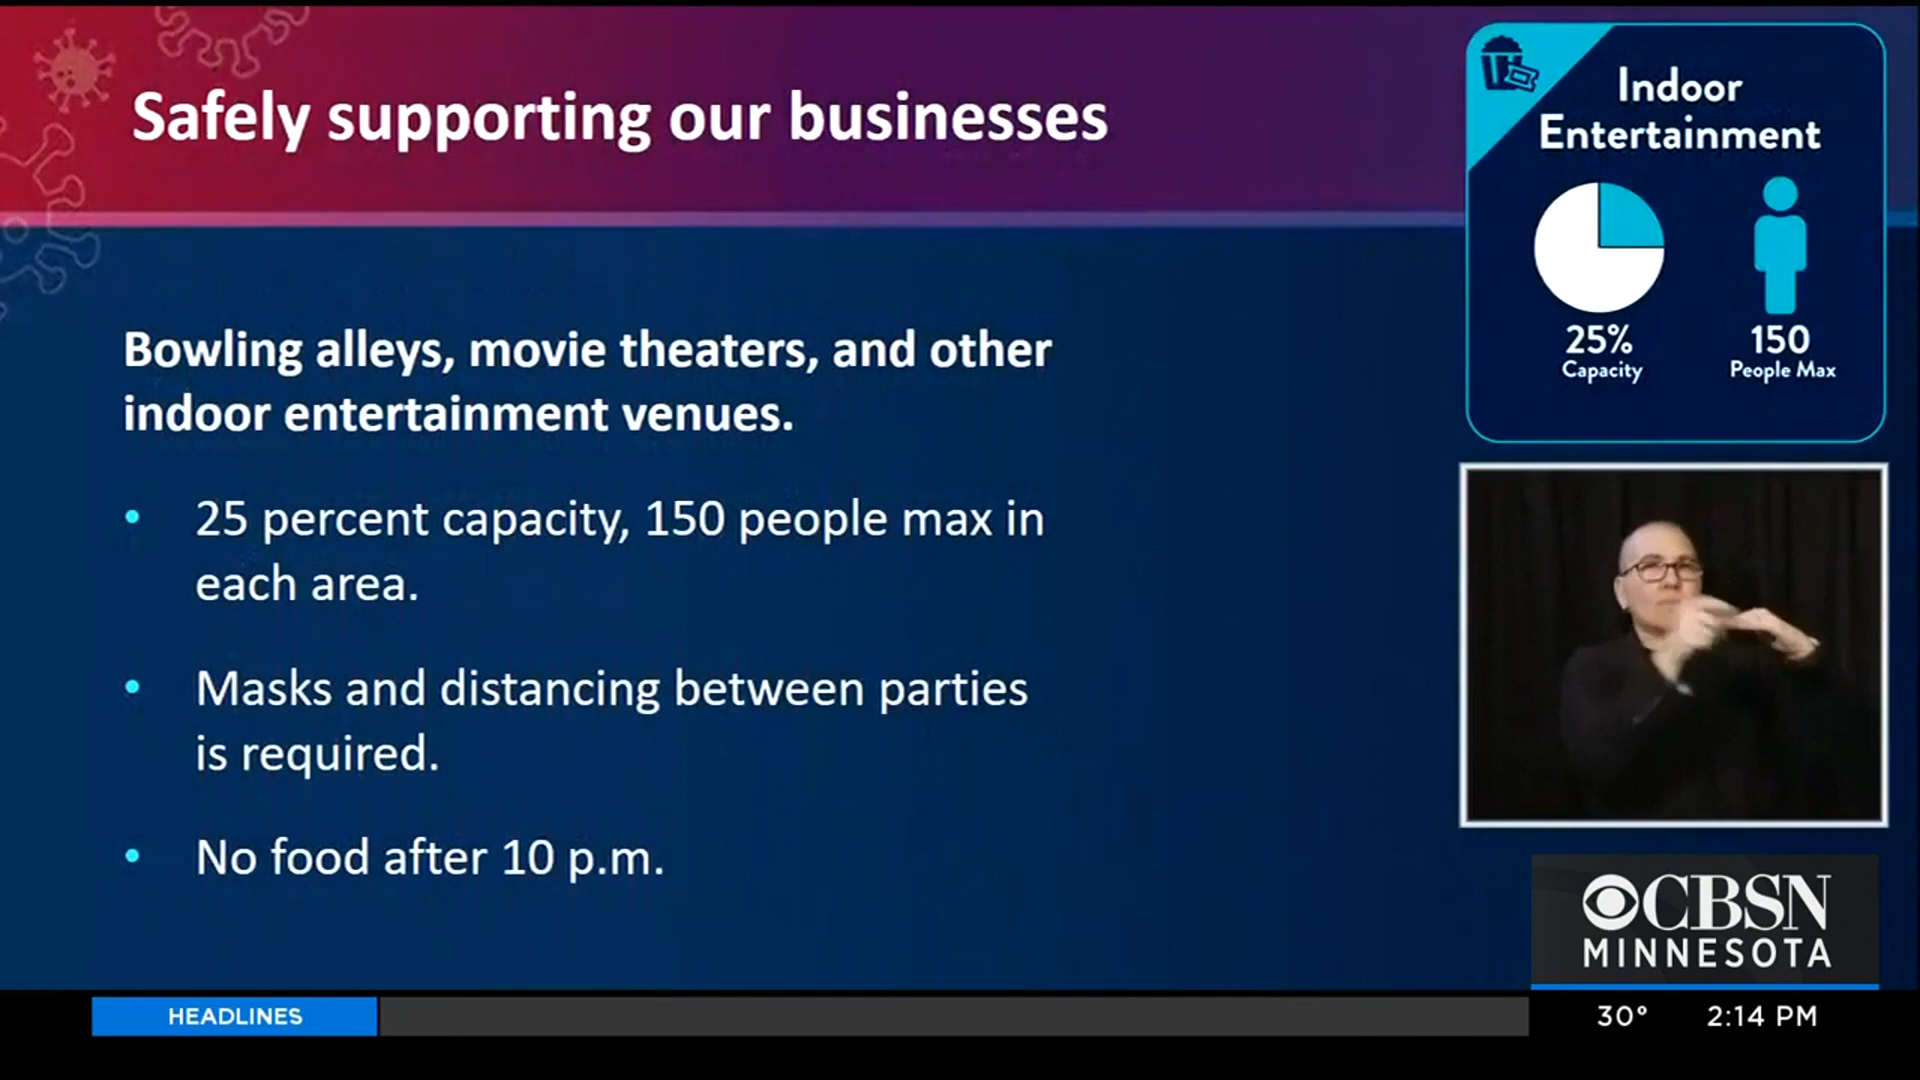 Safely supporting our businesses
Indoor
Entertainment
25%
Capacity
150
People Max
Bowling alleys, movie theaters, and other
indoor entertainment venues.
• 25 percent capacity, 150 people max in
each area.
• Masks and distancing between parties
is required.
• No food after 10 p.m.
CBSN
MINNESOTA
HEADLINES
30°
2:14 PM